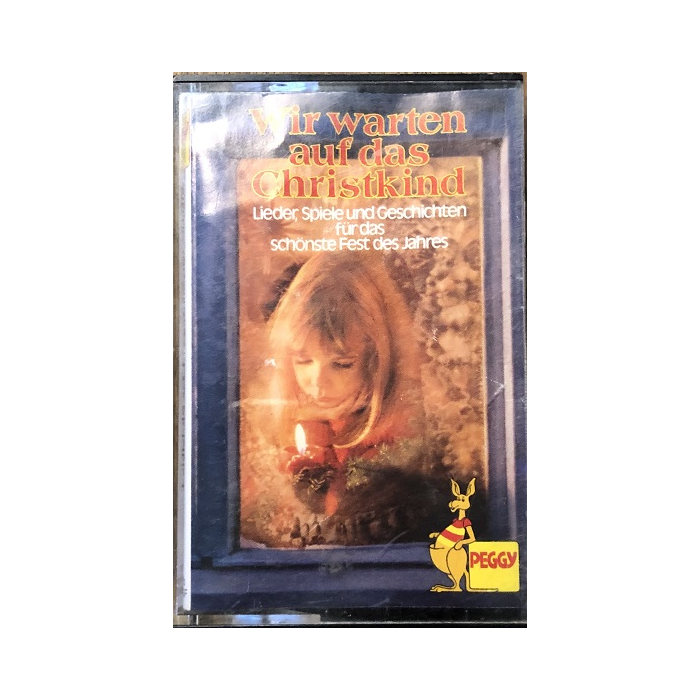 Wir warten
auf das
Christkind
Lieder, Spiele und Geschichten
für das
schönste Fest des Jahres
PEGGY